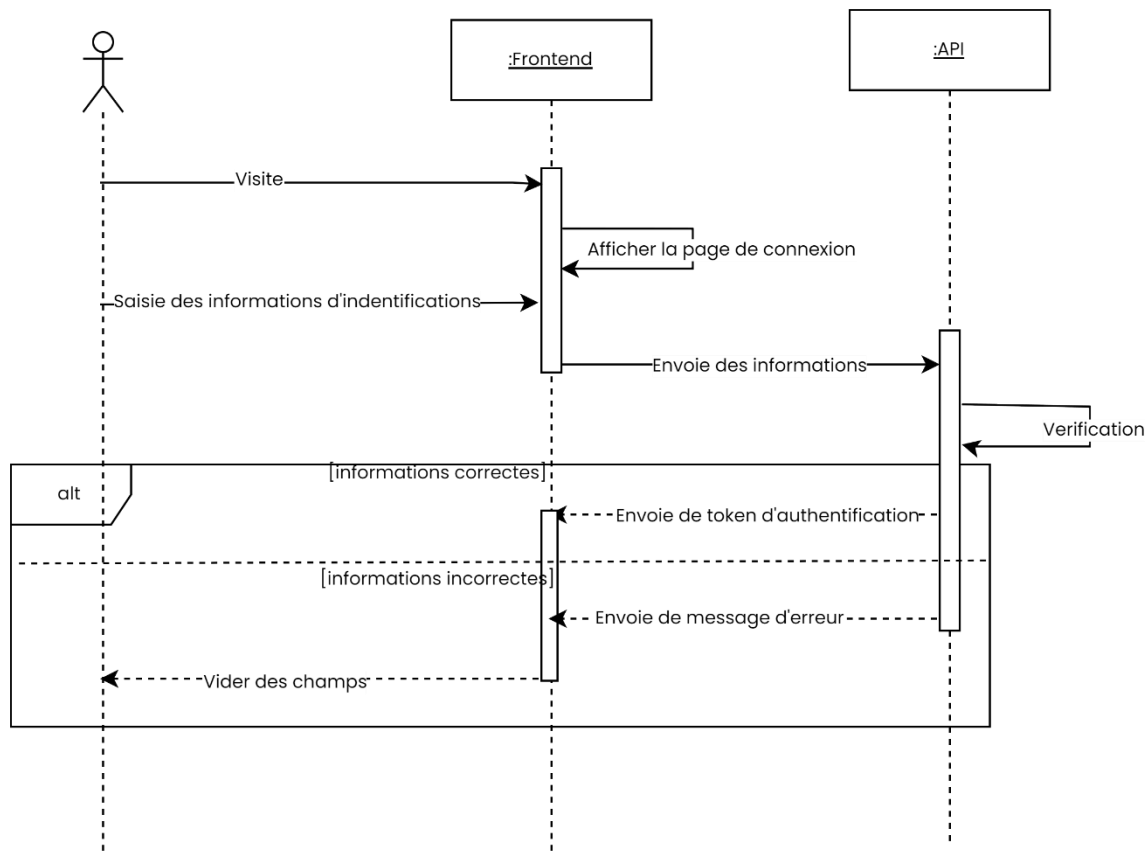 :Frontend
:API
Visite
Afficher la page de connexion
Saisie des informations d'indentifications
Envoie des informations
Verification
alt
[informations correctes]
Envoie de token d'authentification
[informations incorrectes]
Envoie de message d'erreur
Vider des champs